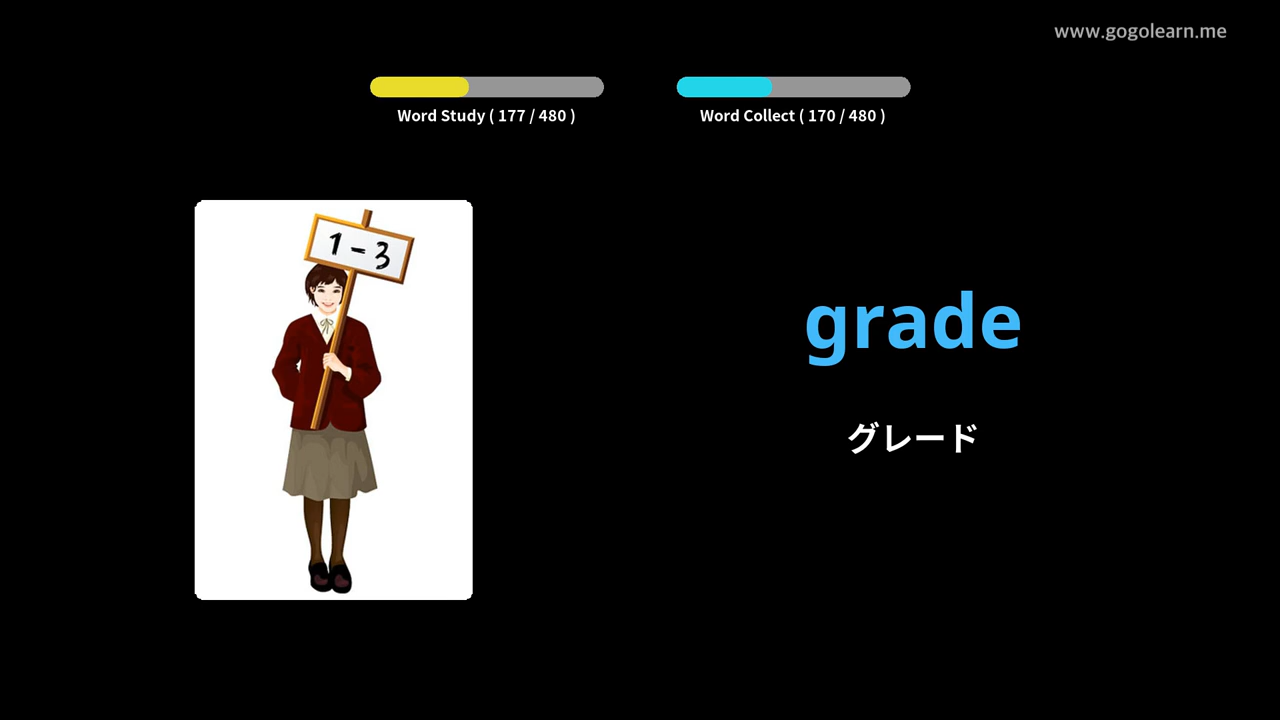 www.gogolearn.me
Word Study ( 177 / 480 )
Word Collect ( 170 / 480 )
1 - 3
grade
グレード